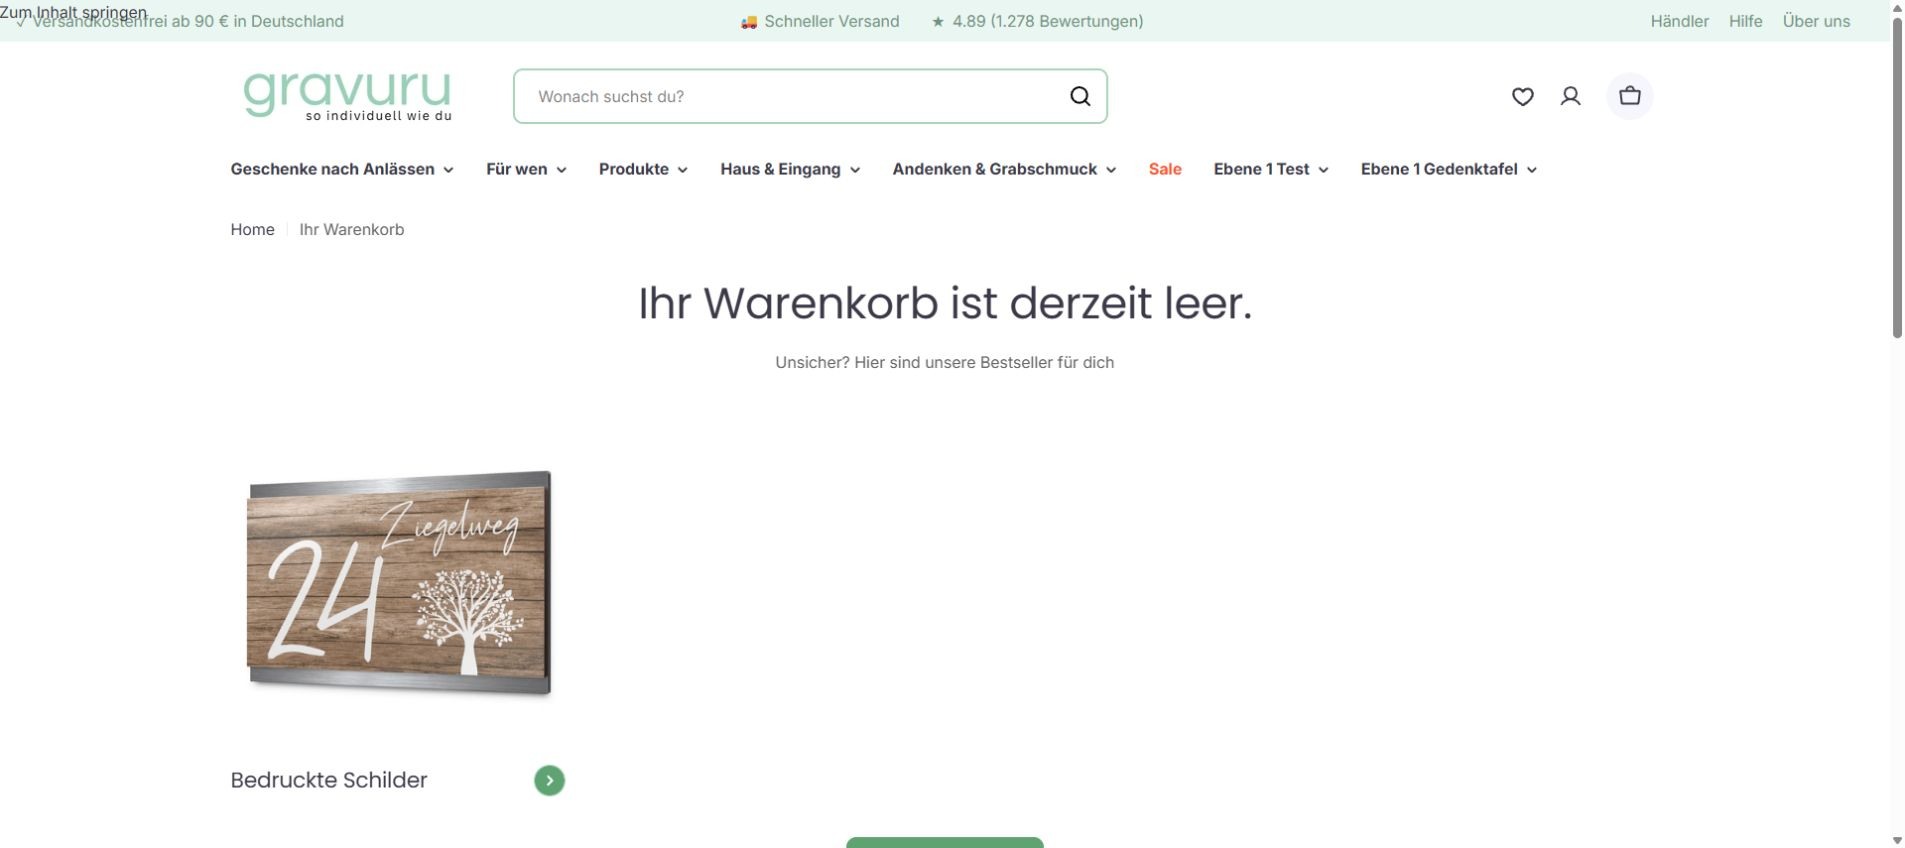 Zum Inhalt springen
✓ Versandkostenfrei ab 90 € in Deutschland
🚚 Schneller Versand
★ 4.89 (1.278 Bewertungen)
Händler
Hilfe
Über uns
gravuru
so individuell wie du
Wonach suchst du?
Geschenke nach Anlässen
Für wen
Produkte
Haus & Eingang
Andenken & Grabschmuck
Sale
Ebene 1 Test
Ebene 1 Gedenktafel
Home
Ihr Warenkorb
Ihr Warenkorb ist derzeit leer.
Unsicher? Hier sind unsere Bestseller für dich
Ziegelweg
24
Bedruckte Schilder